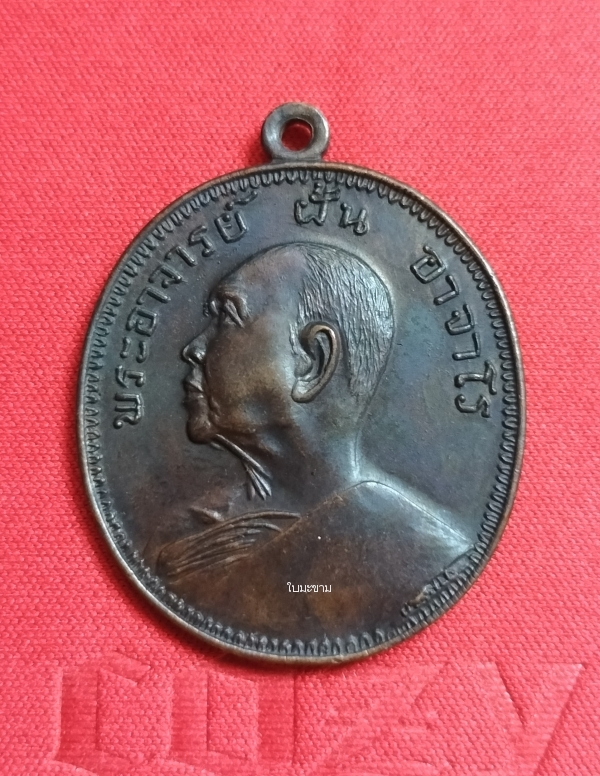 พระอาจารย์ ฝั้น อาจาโร
ใบมะขาม